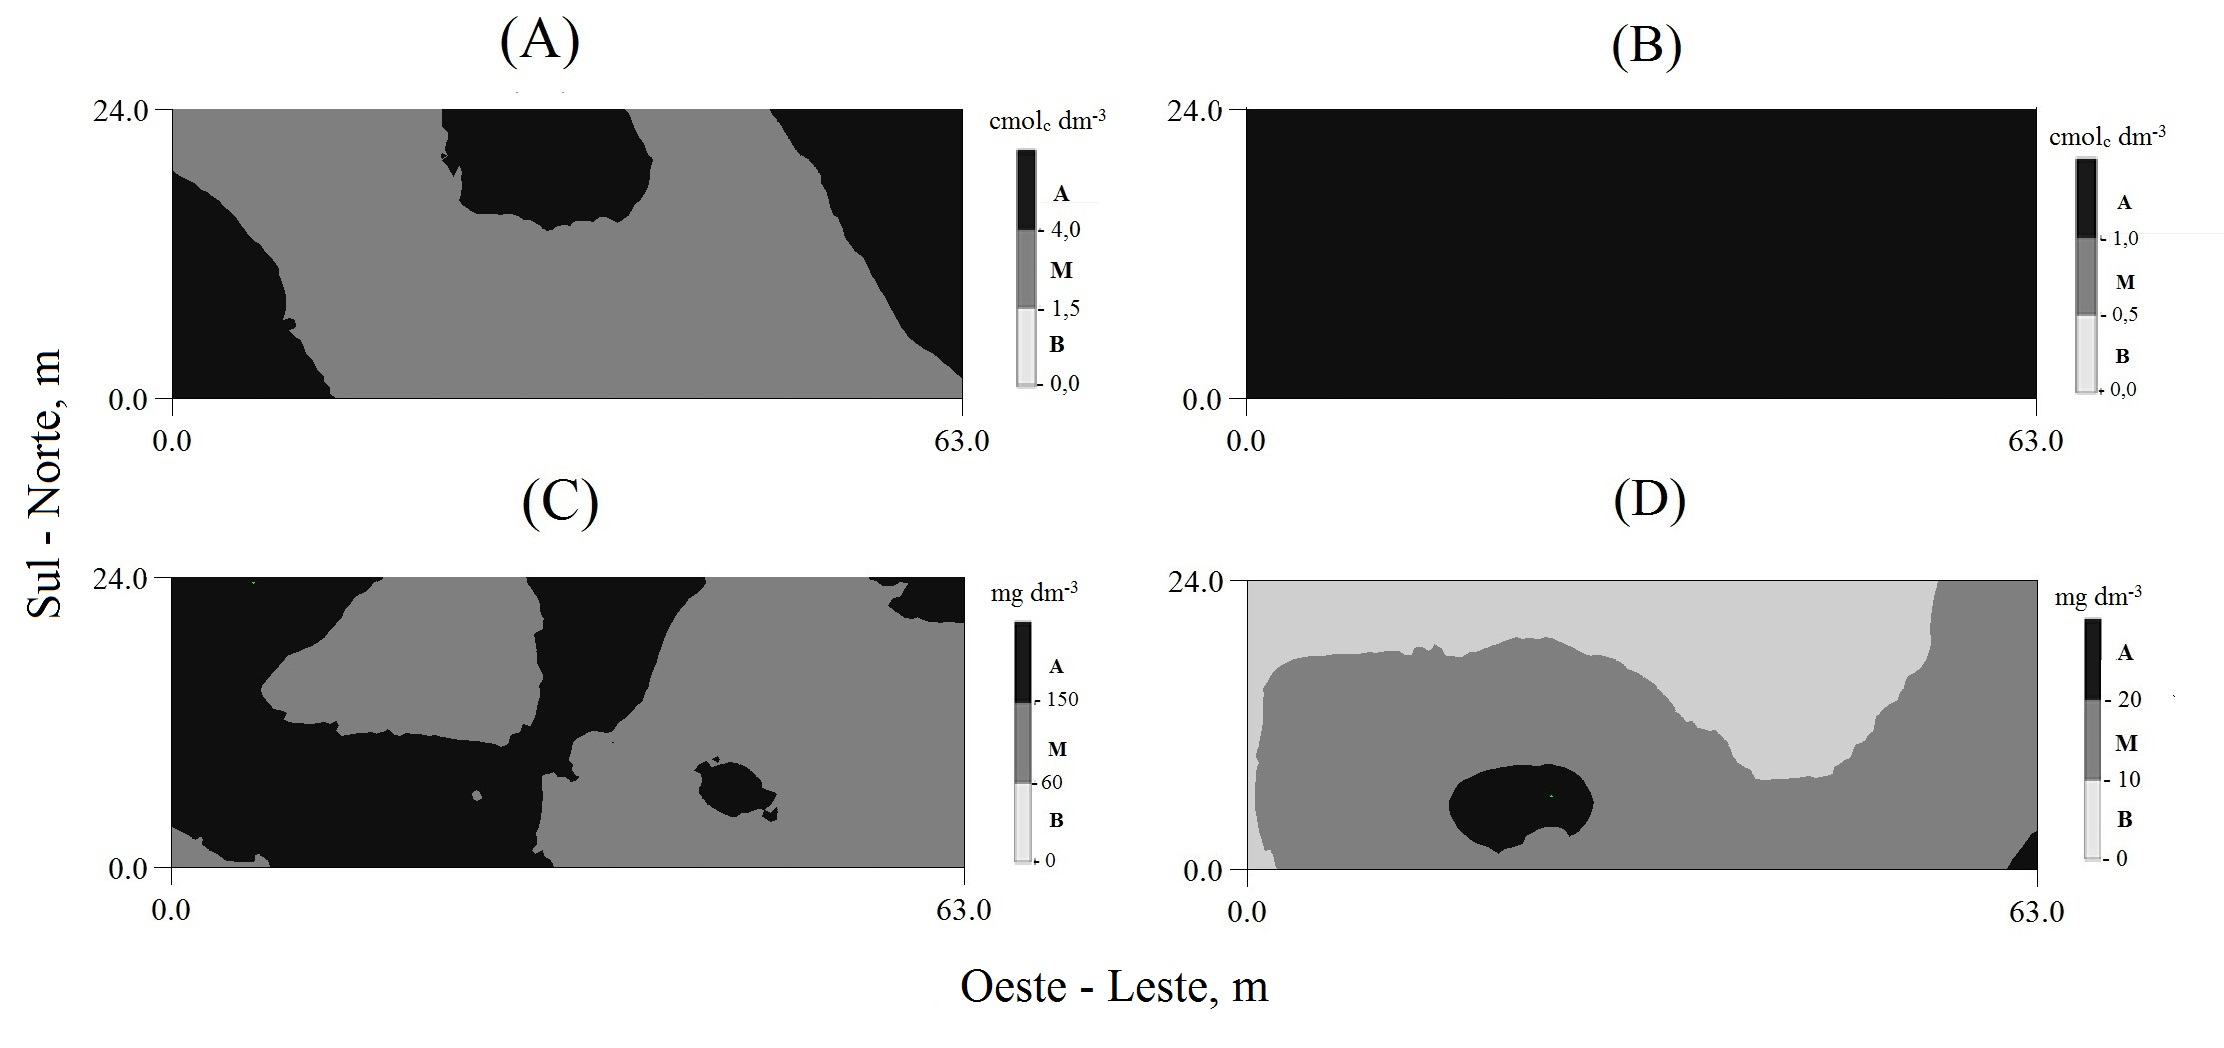 (A)
(B)
24.0
0.0
0.0
63.0
cmolc dm-3
A
- 4,0
M
- 1,5
B
- 0,0
24.0
0.0
0.0
63.0
cmolc dm-3
A
- 1,0
M
- 0,5
B
- 0,0
Sul - Norte, m
(C)
(D)
24.0
0.0
0.0
63.0
mg dm-3
A
- 150
M
- 60
B
- 0
24.0
0.0
0.0
63.0
mg dm-3
A
- 20
M
- 10
B
- 0
Oeste - Leste, m